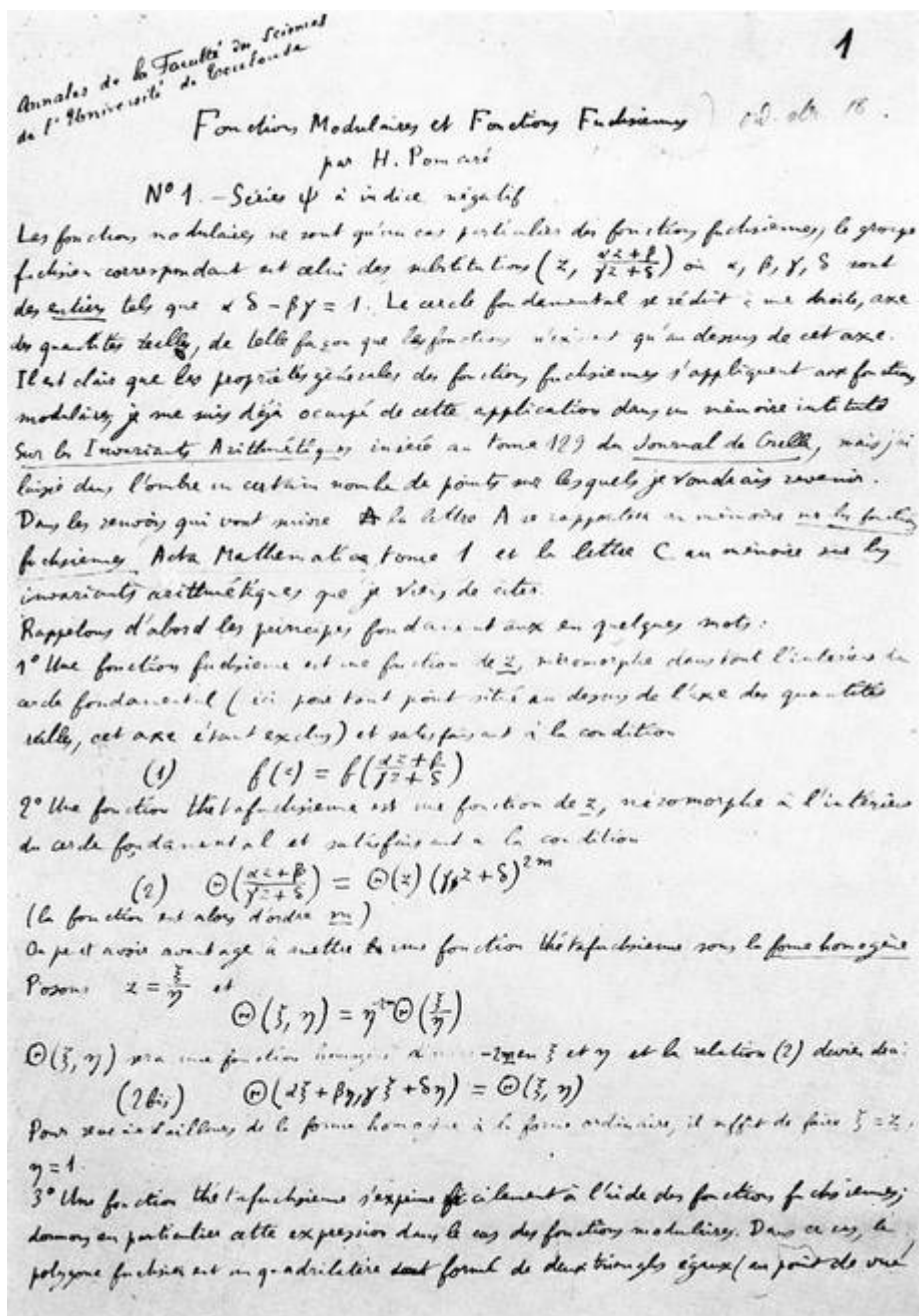 Annales de la Faculté des Sciences
de l'Université de Toulouse
1
Fonctions Modulaires et Fonctions Fuchsiennes
par H. Poincaré
N° 1. - Séries ψ à indice négatif
Les fonctions modulaires ne sont qu'un cas particulier des fonctions fuchsiennes, le groupe
fuchsien correspondant est celui des substitutions (z, (αz+β)/(γz+δ)) où α, β, γ, δ sont
des entiers tels que αδ - βγ = 1. Le cercle fondamental se réduit à une droite, axe
des quantités réelles, de telle façon que les fonctions n'existent qu'au dessus de cet axe.
Il est clair que les propriétés générales des fonctions fuchsiennes s'appliquent aux fonctions
modulaires, je me suis déjà occupé de cette application dans un mémoire intitulé
Sur les Invariants Arithmétiques inséré au tome 129 du Journal de Crelle, mais j'ai
laissé dans l'ombre un certain nombre de points sur lesquels je voudrais revenir.
Dans les renvois qui vont suivre la lettre A se rapportera au mémoire sur les fonctions
fuchsiennes Acta Mathematica, tome 1 et la lettre C au mémoire sur les
invariants arithmétiques que je viens de citer.
Rappelons d'abord les principes fondamentaux en quelques mots :
1° Une fonction fuchsienne est une fonction de z, méromorphe dans tout l'intérieur du
cercle fondamental (ici pour tout point situé au dessus de l'axe des quantités
réelles, cet axe étant exclus) et satisfaisant à la condition
(1) f(z) = f((αz+β)/(γz+δ))
2° Une fonction thétafuchsienne est une fonction de z, méromorphe à l'intérieur
du cercle fondamental et satisfaisant à la condition
(2) Θ((αz+β)/(γz+δ)) = Θ(z) (γz+δ)^2m
(la fonction est alors d'ordre m)
On peut avoir avantage à mettre une fonction thétafuchsienne sous la forme homogène
Posons z = ξ/η et
Θ(ξ, η) = η^-2m Θ(ξ/η)
Θ(ξ, η) sera une fonction homogène d'ordre -2m en ξ et η et la relation (2) deviendra :
(2 bis) Θ(αξ+βη, γξ+δη) = Θ(ξ, η)
Pour revenir d'ailleurs de la forme homogène à la forme ordinaire, il suffit de faire ξ = z,
η = 1.
3° Une fonction thétafuchsienne s'exprime facilement à l'aide des fonctions fuchsiennes;
donnons en particulier cette expression dans le cas des fonctions modulaires. Dans ce cas, le
polygone fuchsien est un quadrilatère formé de deux triangles égaux (au point de vue